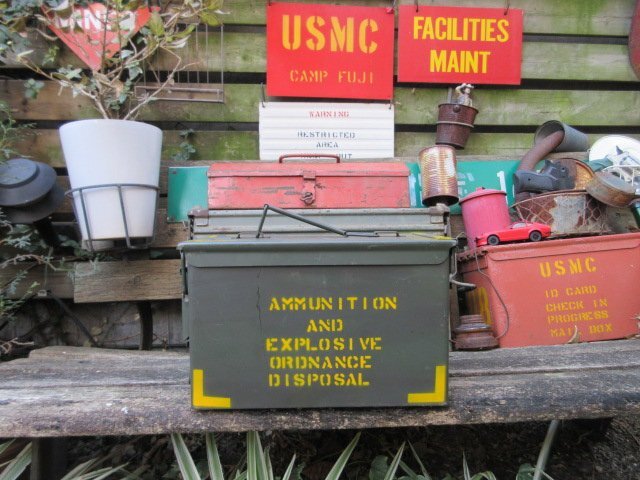 USMC
CAMP FUJI
FACILITIES
MAINT
WARNING
RESTRICTED
AREA
AMMUNITION
AND
EXPLOSIVE
ORDNANCE
DISPOSAL
USMC
ID CARD
CHECK IN
PROGRESS
MAIL BOX